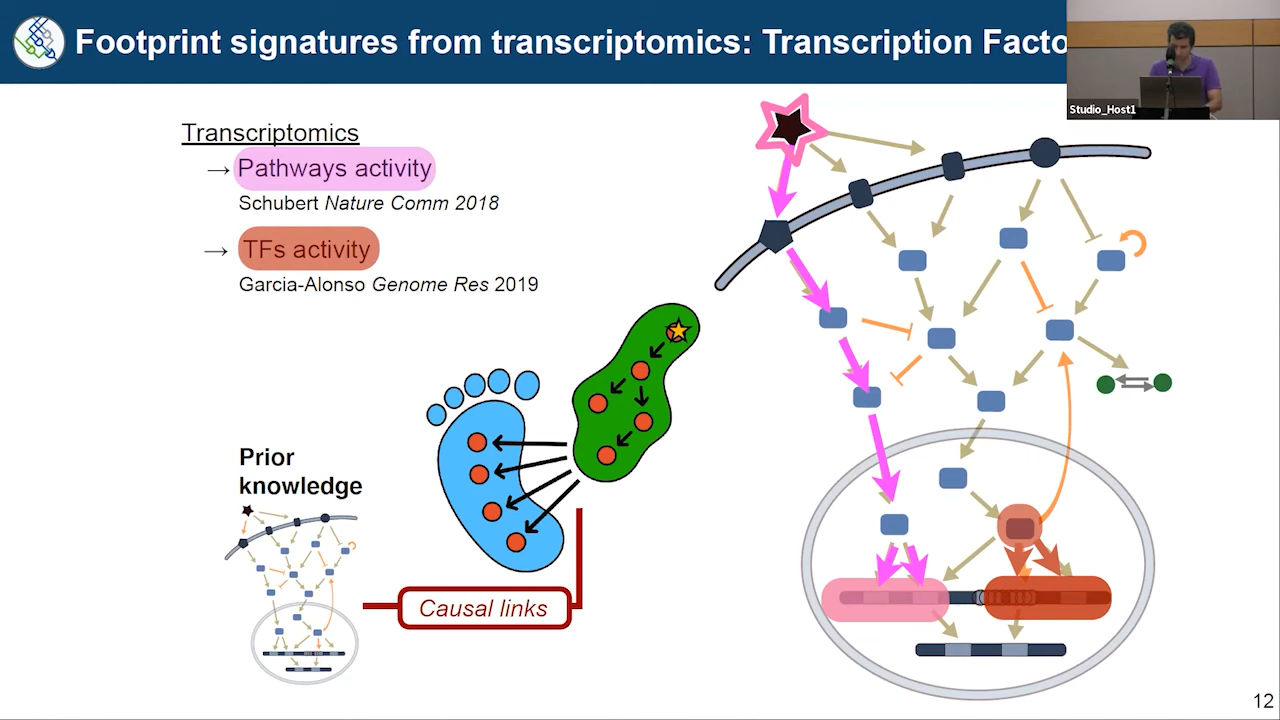 Footprint signatures from transcriptomics: Transcription Facto
Studio_Host1
Transcriptomics
→ Pathways activity
Schubert Nature Comm 2018
→ TFs activity
Garcia-Alonso Genome Res 2019
Prior
knowledge
Causal links
12